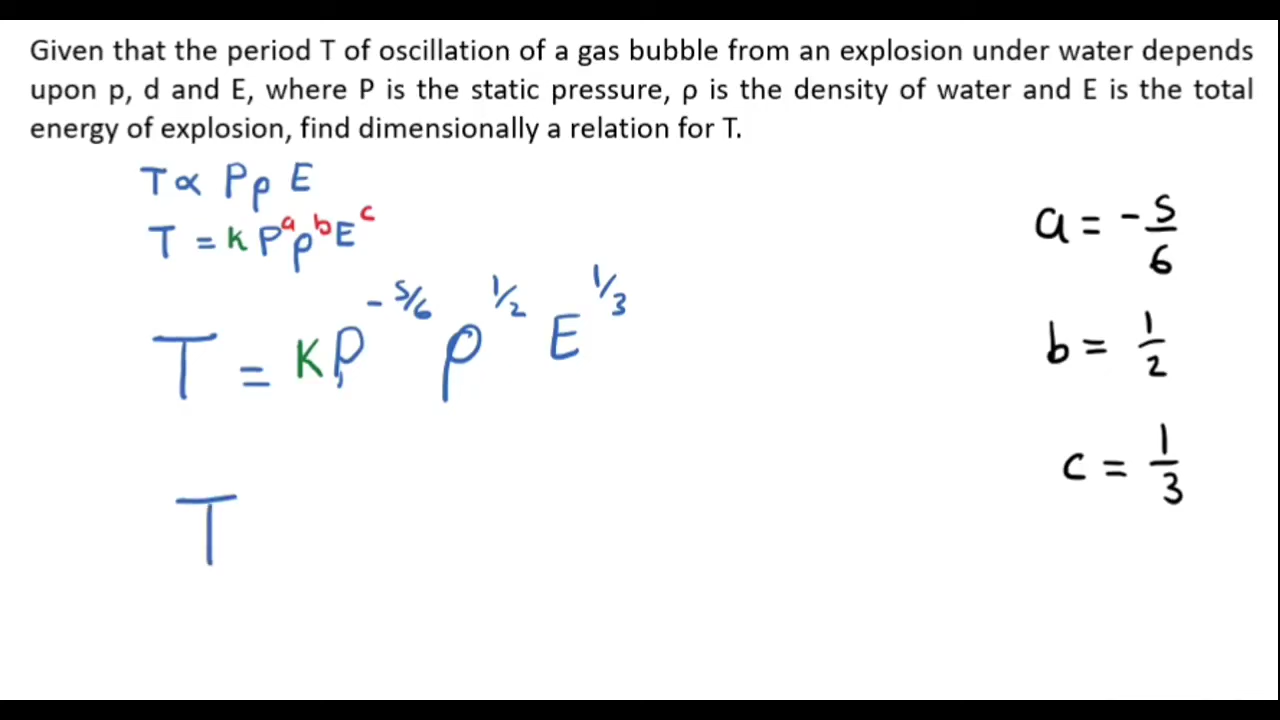 Given that the period T of oscillation of a gas bubble from an explosion under water depends
upon p, d and E, where P is the static pressure, ρ is the density of water and E is the total
energy of explosion, find dimensionally a relation for T.
T ∝ P ρ E
T = K P^a ρ^b E^c
T = K P^-5/6 ρ^1/2 E^1/3
T
a = -5/6
b = 1/2
c = 1/3